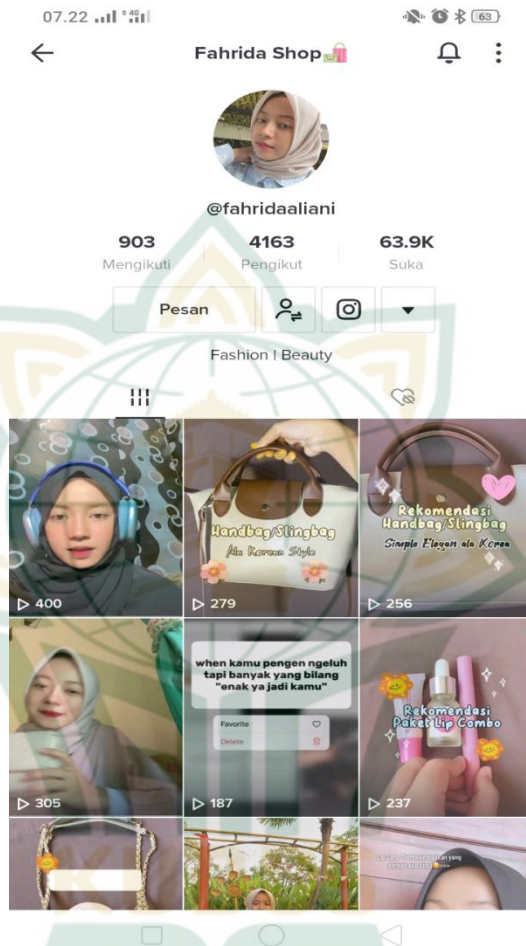 07.22 4G 63
Fahrida Shop
@fahridaaliani
903 4163 63.9K
Mengikuti Pengikut Suka
Pesan
Fashion | Beauty
Handbag/Slingbag
Ala Korean Style
Rekomendasi
Handbag/Slingbag
Simple Elegan ala Korea
400 279 256
when kamu pengen ngeluh
tapi banyak yang bilang
"enak ya jadi kamu"
Favorite
Delete
Rekomendasi
Paket Lip Combo
305 187 237